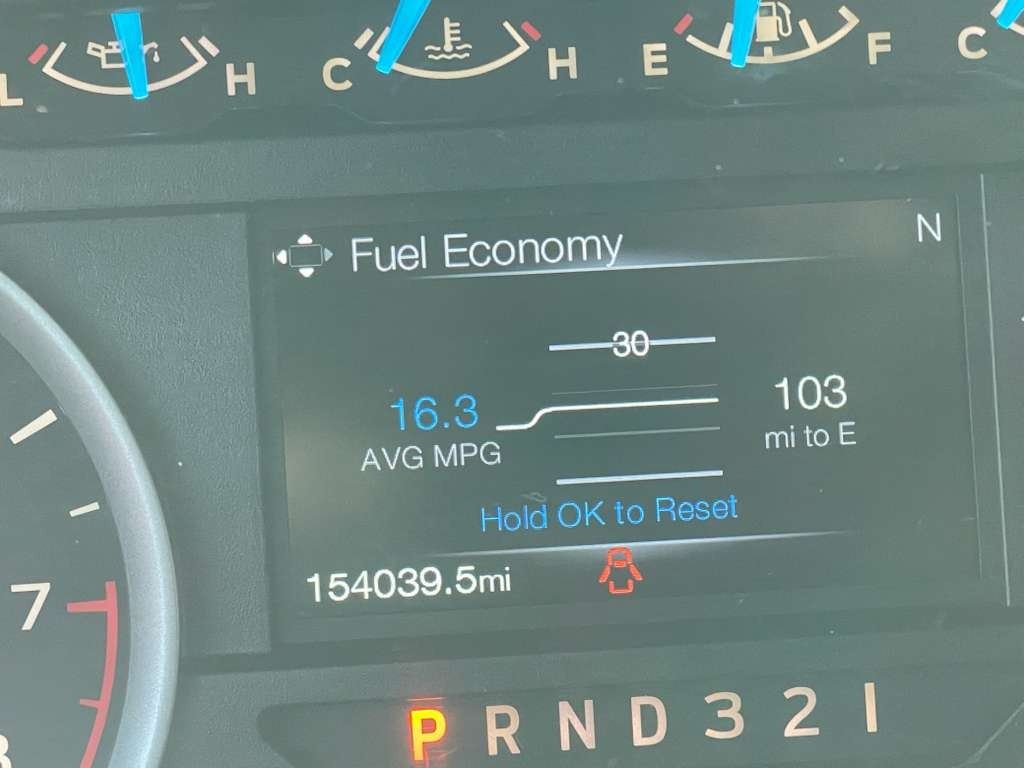 L H C H E F C
Fuel Economy N
30
16.3 103
AVG MPG mi to E
Hold OK to Reset
154039.5mi
7
P R N D 3 2 1
8